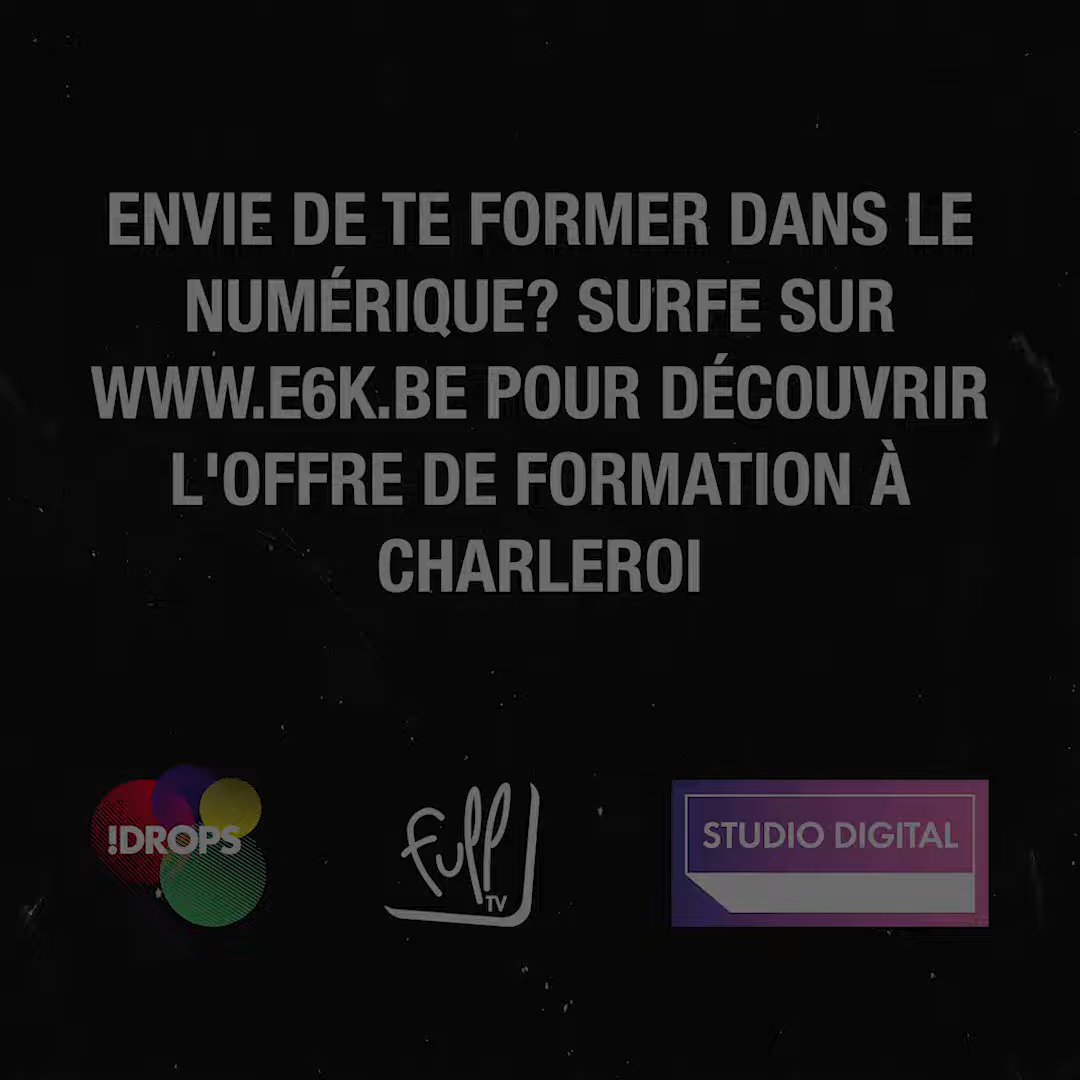 ENVIE DE TE FORMER DANS LE
NUMÉRIQUE? SURFE SUR
WWW.E6K.BE POUR DÉCOUVRIR
L'OFFRE DE FORMATION À
CHARLEROI
!DROPS
Full
TV
STUDIO DIGITAL